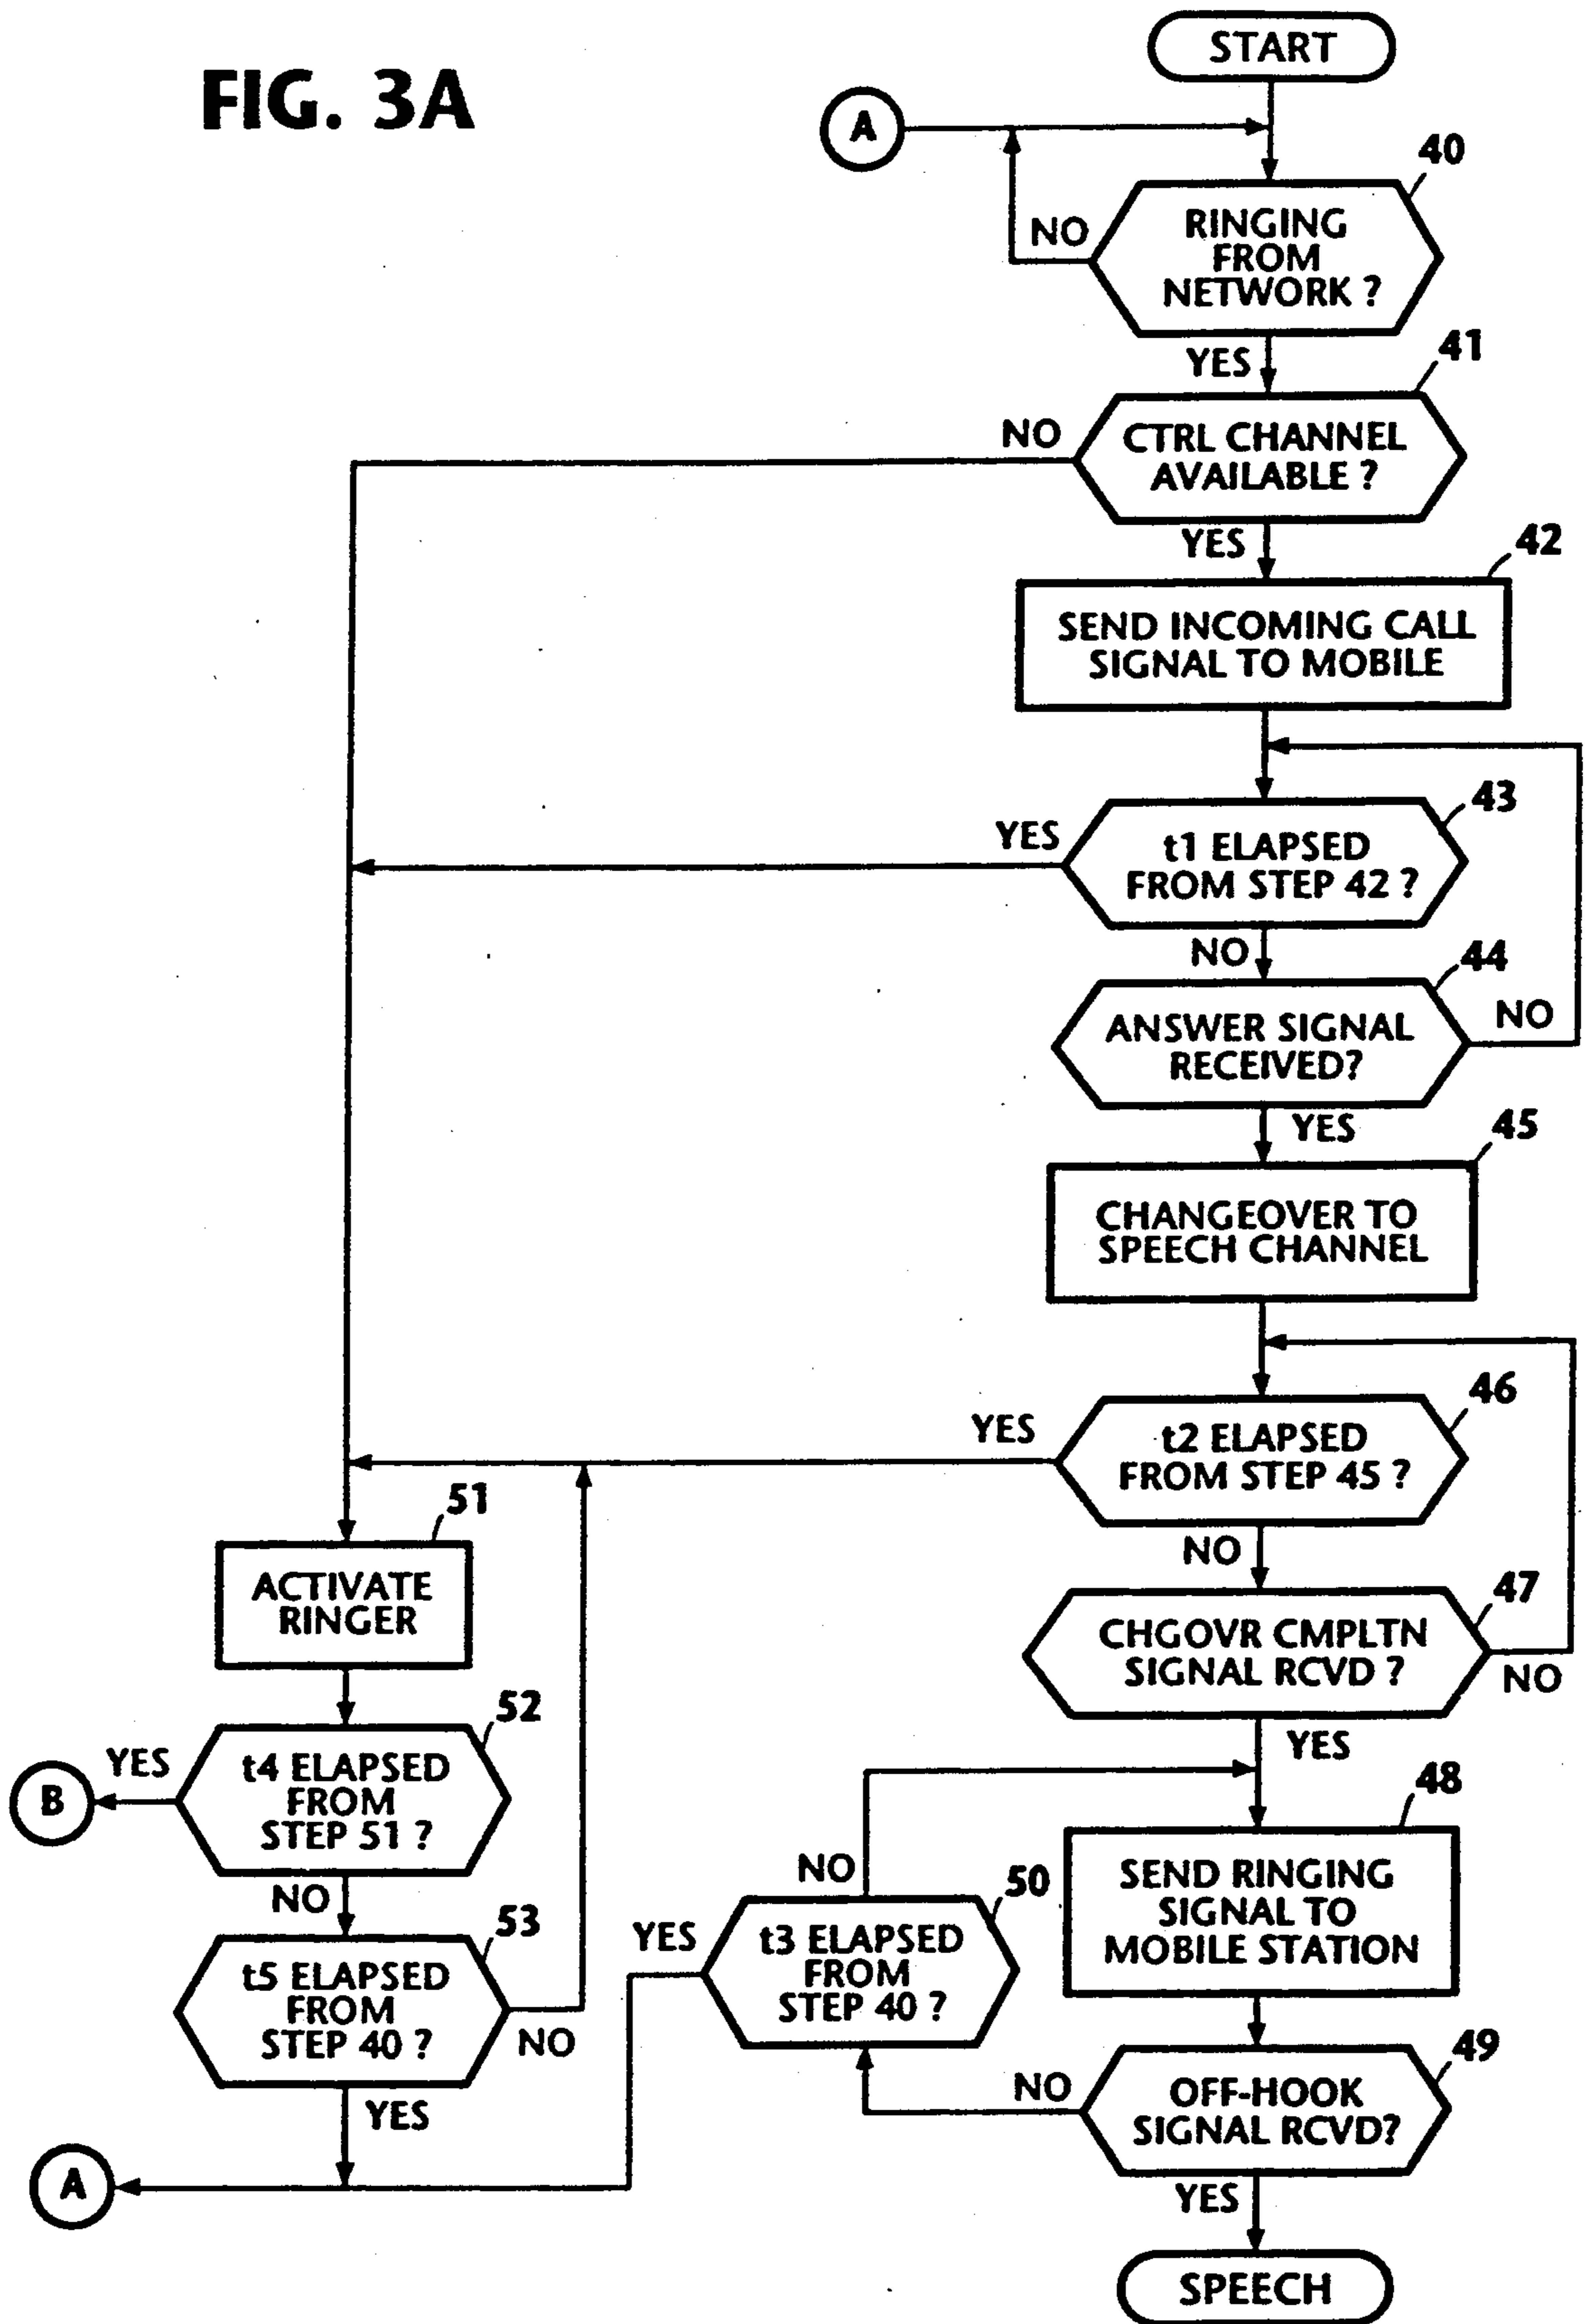 FIG. 3A
START
A
40
NO
RINGING
FROM
NETWORK ?
YES
41
NO
CTRL CHANNEL
AVAILABLE ?
YES
42
SEND INCOMING CALL
SIGNAL TO MOBILE
43
YES
t1 ELAPSED
FROM STEP 42 ?
NO
44
ANSWER SIGNAL
RECEIVED?
NO
YES
45
CHANGEOVER TO
SPEECH CHANNEL
46
YES
t2 ELAPSED
FROM STEP 45 ?
NO
47
CHGOVR CMPLTN
SIGNAL RCVD ?
NO
YES
51
ACTIVATE
RINGER
52
YES
B
t4 ELAPSED
FROM
STEP 51 ?
NO
53
t5 ELAPSED
FROM
STEP 40 ?
NO
YES
A
48
SEND RINGING
SIGNAL TO
MOBILE STATION
NO
50
YES
t3 ELAPSED
FROM
STEP 40 ?
49
NO
OFF-HOOK
SIGNAL RCVD?
YES
SPEECH